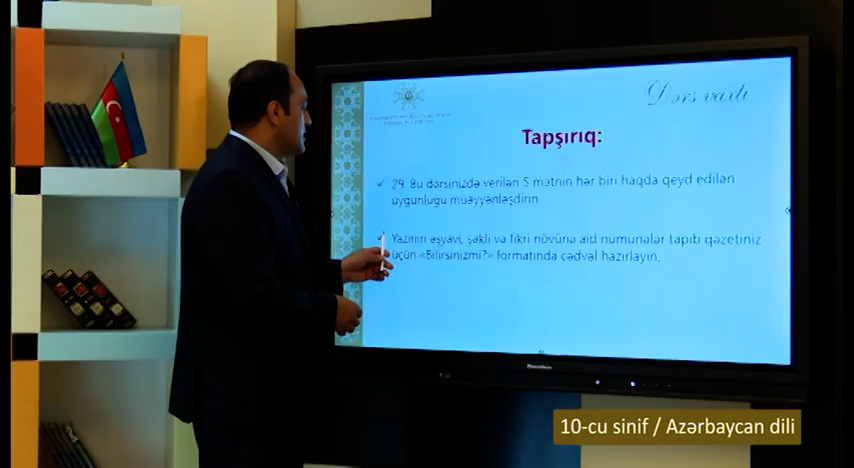 Dərs vaxtı
Tapşırıq:
29. Bu dərsinizdə verilən 5 mətnin hər biri haqda qeyd edilən
uyğunluğu müəyyənləşdirin.
Yazının əşyavi, şəkli və fikri növünə aid nümunələr tapıb qəzetiniz
üçün «Bilirsinizmi?» formatında cədvəl hazırlayın.
10-cu sinif / Azərbaycan dili